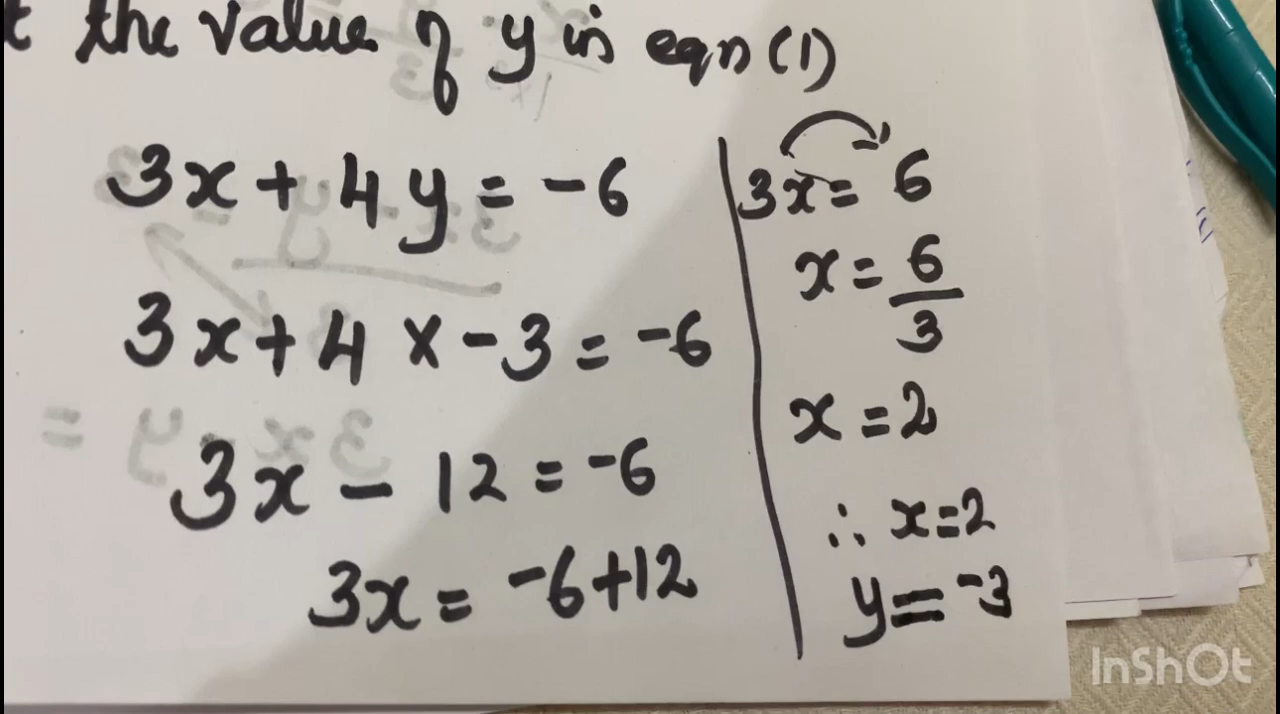 the value of y in eqn (1)
3x + 4y = -6
3x + 4 × -3 = -6
3x - 12 = -6
3x = -6+12
3x = 6
x = 6/3
x = 2
∴ x=2
y = -3
InShOt